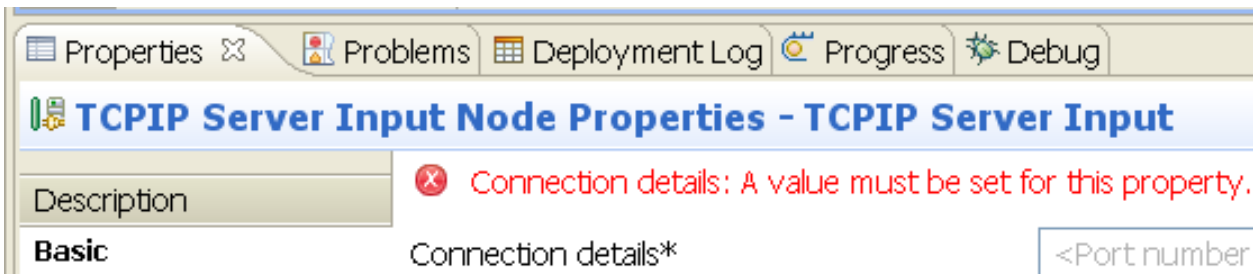 Properties Problems Deployment Log Progress Debug
TCPIP Server Input Node Properties - TCPIP Server Input
Description
Connection details: A value must be set for this property.
Basic
Connection details*
<Port number